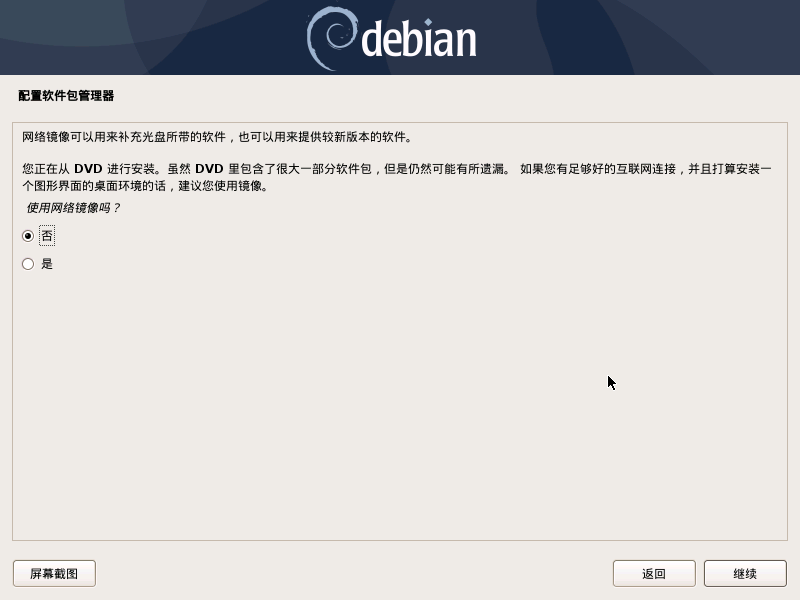 debian
配置软件包管理器
网络镜像可以用来补充光盘所带的软件，也可以用来提供较新版本的软件。
您正在从 DVD 进行安装。虽然 DVD 里包含了很大一部分软件包，但是仍然可能有所遗漏。 如果您有足够好的互联网连接，并且打算安装一
个图形界面的桌面环境的话，建议您使用镜像。
使用网络镜像吗？
否
是
屏幕截图 返回 继续